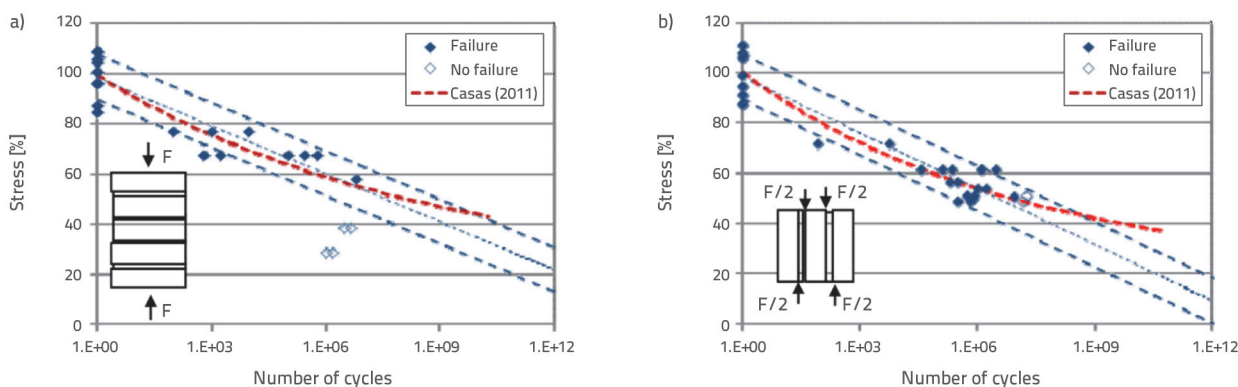 a)
Stress [%]
120
100
80
60
40
20
0
Failure
No failure
Casas (2011)
F
F
1.E+00 1.E+03 1.E+06 1.E+09 1.E+12
Number of cycles
b)
Stress [%]
120
100
80
60
40
20
0
Failure
No failure
Casas (2011)
F/2 F/2
F/2 F/2
1.E+00 1.E+03 1.E+06 1.E+09 1.E+12
Number of cycles